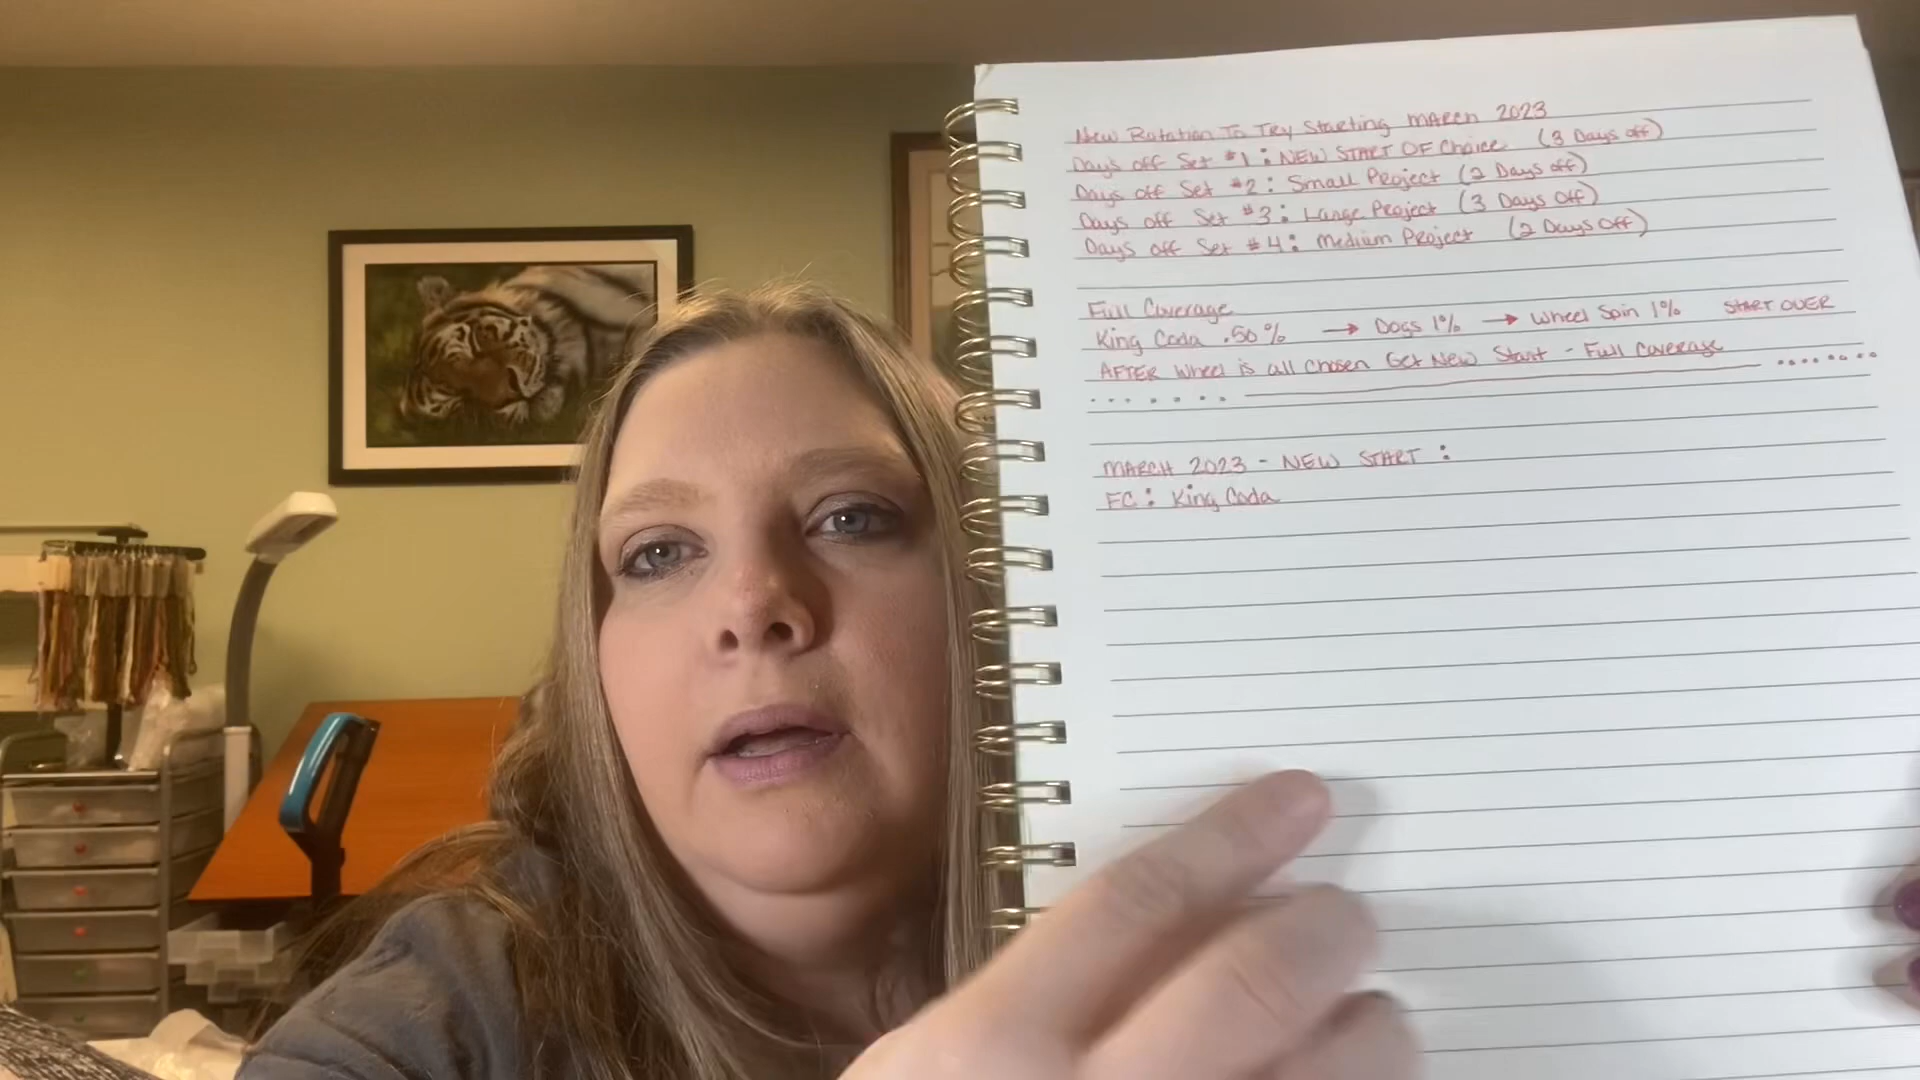 New Rotation To Try Starting March 2023
Days off Set #1: NEW START OF Choice (3 Days off)
Days off Set #2: Small Project (2 Days off)
Days off Set #3: Large Project (3 Days Off)
Days off Set #4: Medium Project (2 Days Off)
Full Coverage
King Coda .50% → Dogs 1% → Wheel Spin 1% START OVER
AFTER Wheel is all chosen Get New Start - Full Coverage
MARCH 2023 - NEW START:
FC: King Coda